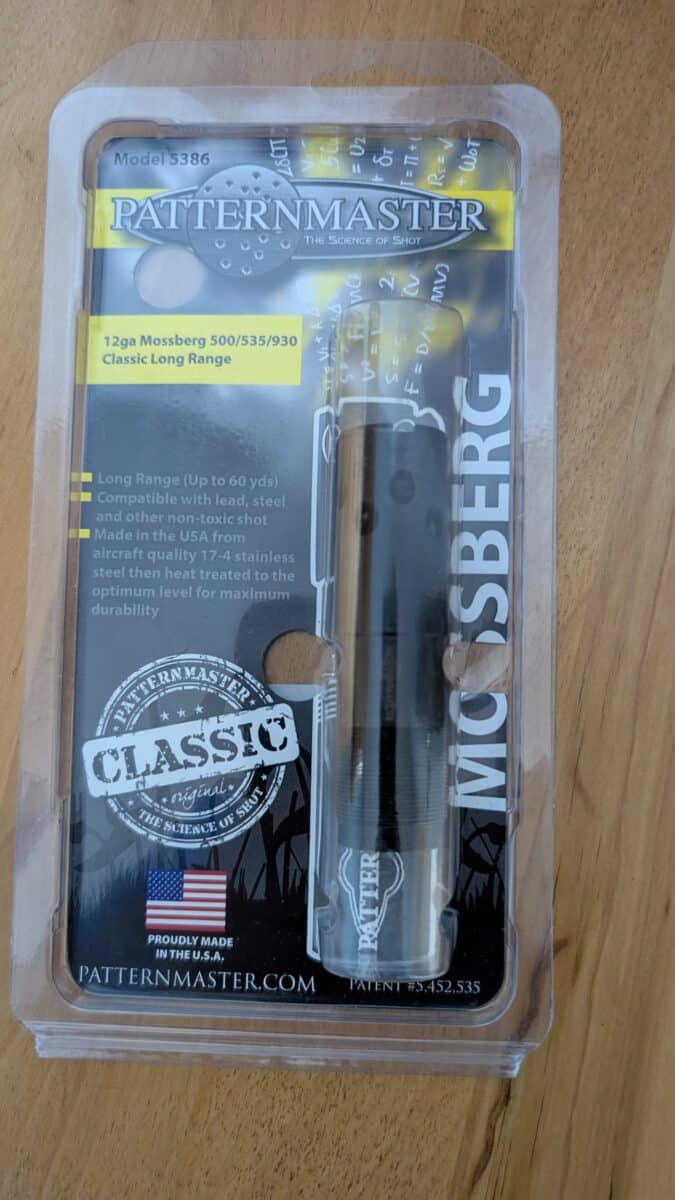 Model 5386
PATTERNMASTER
THE SCIENCE OF SHOT
12ga Mossberg 500/535/930
Classic Long Range
Long Range (Up to 60 yds)
Compatible with lead, steel
and other non-toxic shot
Made in the USA from
aircraft quality 17-4 stainless
steel then heat treated to the
optimum level for maximum
durability
MOSSBERG
PATTERNMASTER
CLASSIC
original
THE SCIENCE OF SHOT
PATTER
PROUDLY MADE
IN THE U.S.A.
PATTERNMASTER.COM
PATENT #5,452,535